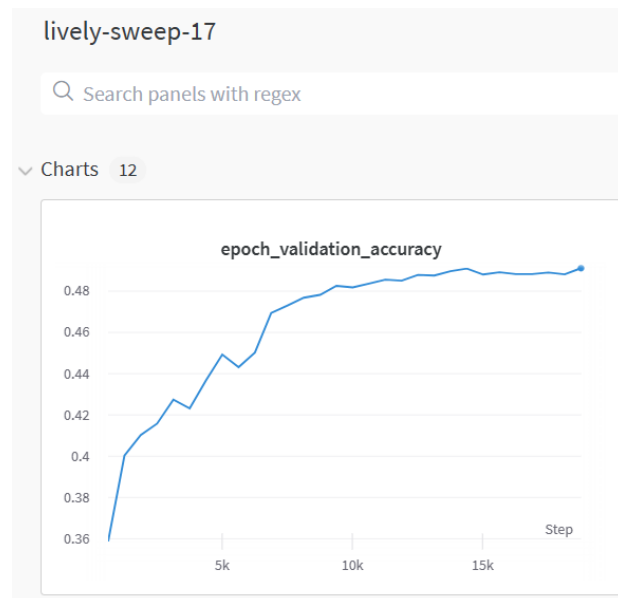 lively-sweep-17
Search panels with regex
Charts 12
epoch_validation_accuracy
0.48
0.46
0.44
0.42
0.4
0.38
0.36
Step
5k 10k 15k